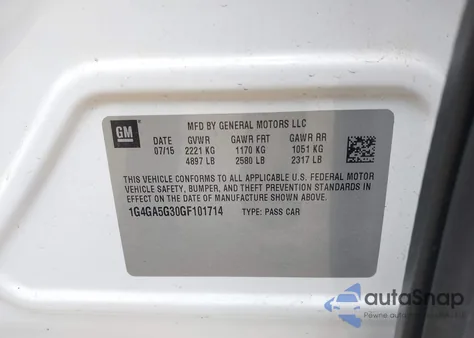 GM
MFD BY GENERAL MOTORS LLC
DATE GVWR GAWR FRT GAWR RR
07/15 2221 KG 1170 KG 1051 KG
4897 LB 2580 LB 2317 LB
THIS VEHICLE CONFORMS TO ALL APPLICABLE U.S. FEDERAL MOTOR
VEHICLE SAFETY, BUMPER, AND THEFT PREVENTION STANDARDS IN
EFFECT ON THE DATE OF MANUFACTURE SHOWN ABOVE.
1G4GA5G30GF101714 TYPE: PASS CAR
autoSnap
Pewne auto